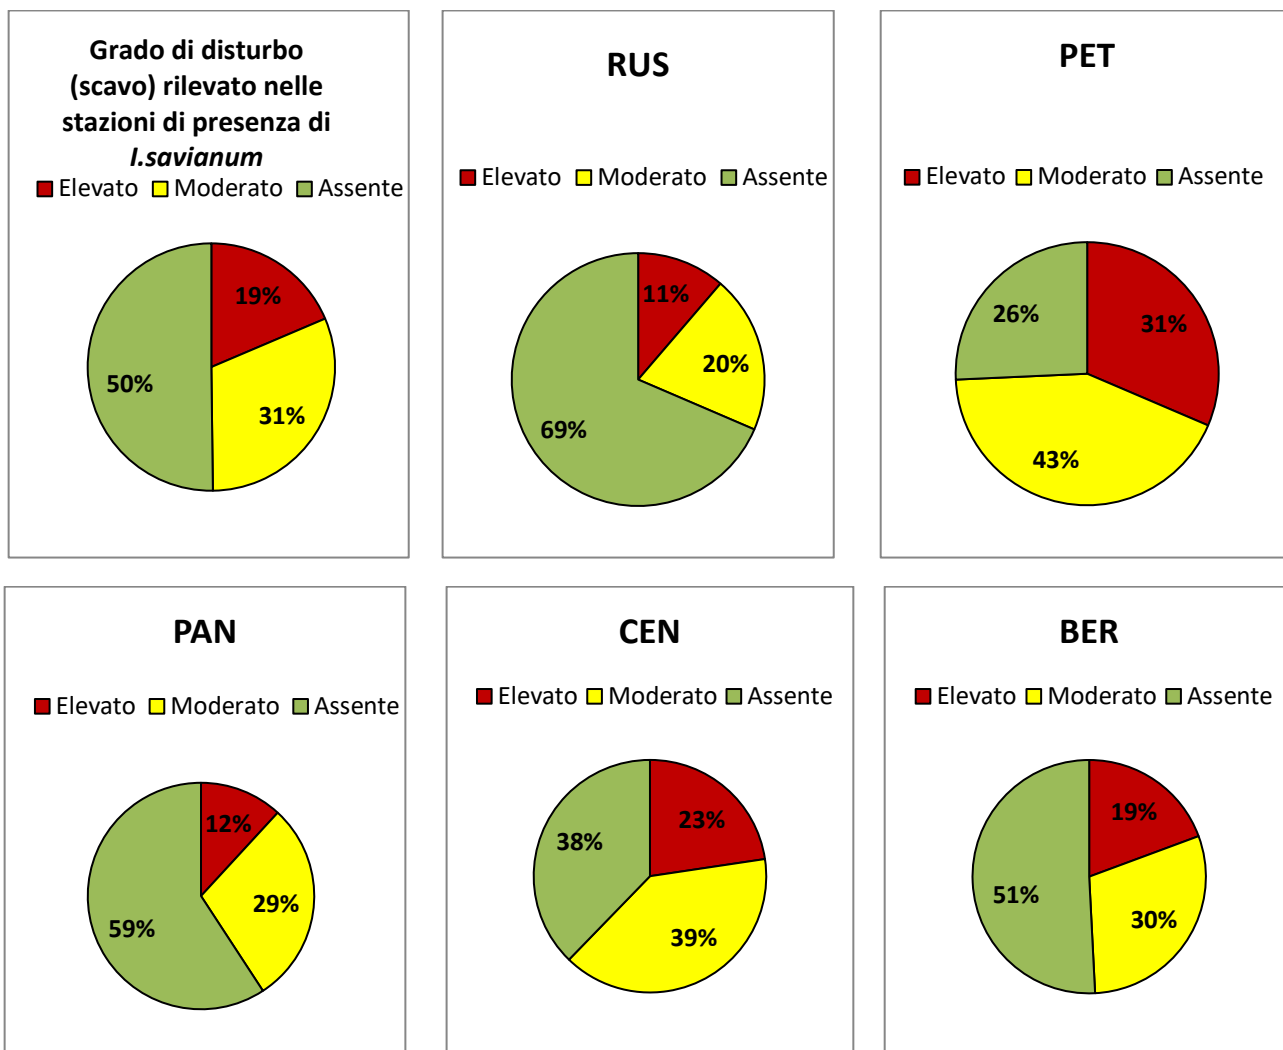 Grado di disturbo
(scavo) rilevato nelle
stazioni di presenza di
I.savianum
Elevato Moderato Assente
19%
50%
31%
RUS
Elevato Moderato Assente
11%
20%
69%
PET
Elevato Moderato Assente
26%
31%
43%
PAN
Elevato Moderato Assente
12%
29%
59%
CEN
Elevato Moderato Assente
23%
38%
39%
BER
Elevato Moderato Assente
19%
51%
30%